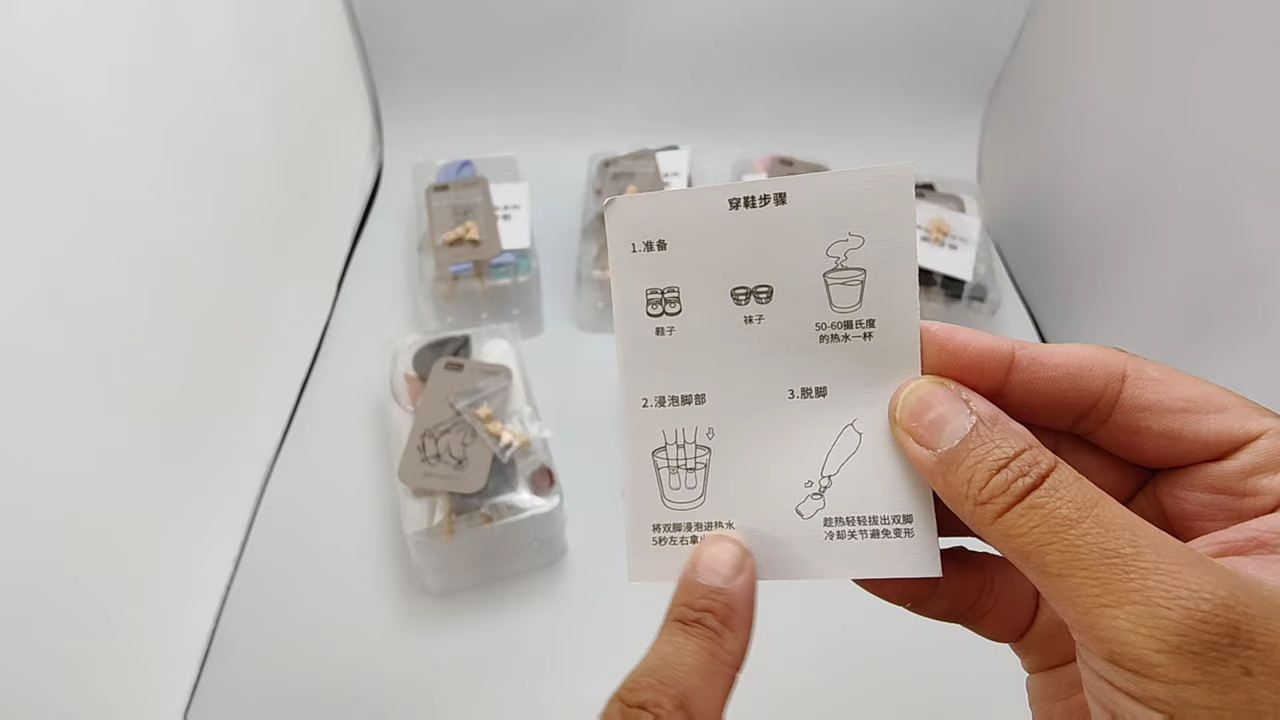 穿鞋步骤
1.准备
鞋子
袜子
50-60摄氏度
的热水一杯
2.浸泡脚部
3.脱脚
将双脚浸泡进热水
5秒左右拿
趁热轻轻拔出双脚
冷却关节避免变形